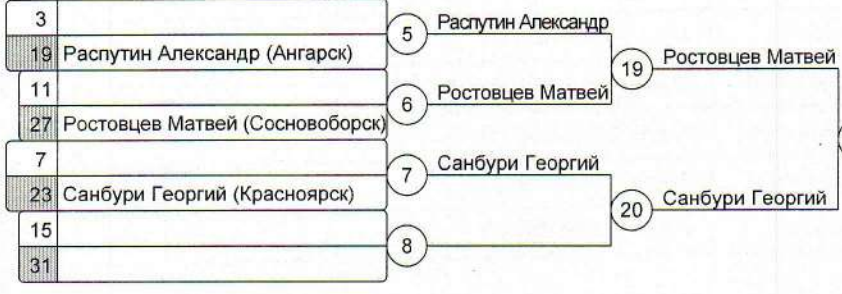 3
19 Распутин Александр (Ангарск)
11
27 Ростовцев Матвей (Сосновоборск)
7
23 Санбури Георгий (Красноярск)
15
31
5 Распутин Александр
6 Ростовцев Матвей
7 Санбури Георгий
8
19 Ростовцев Матвей
20 Санбури Георгий